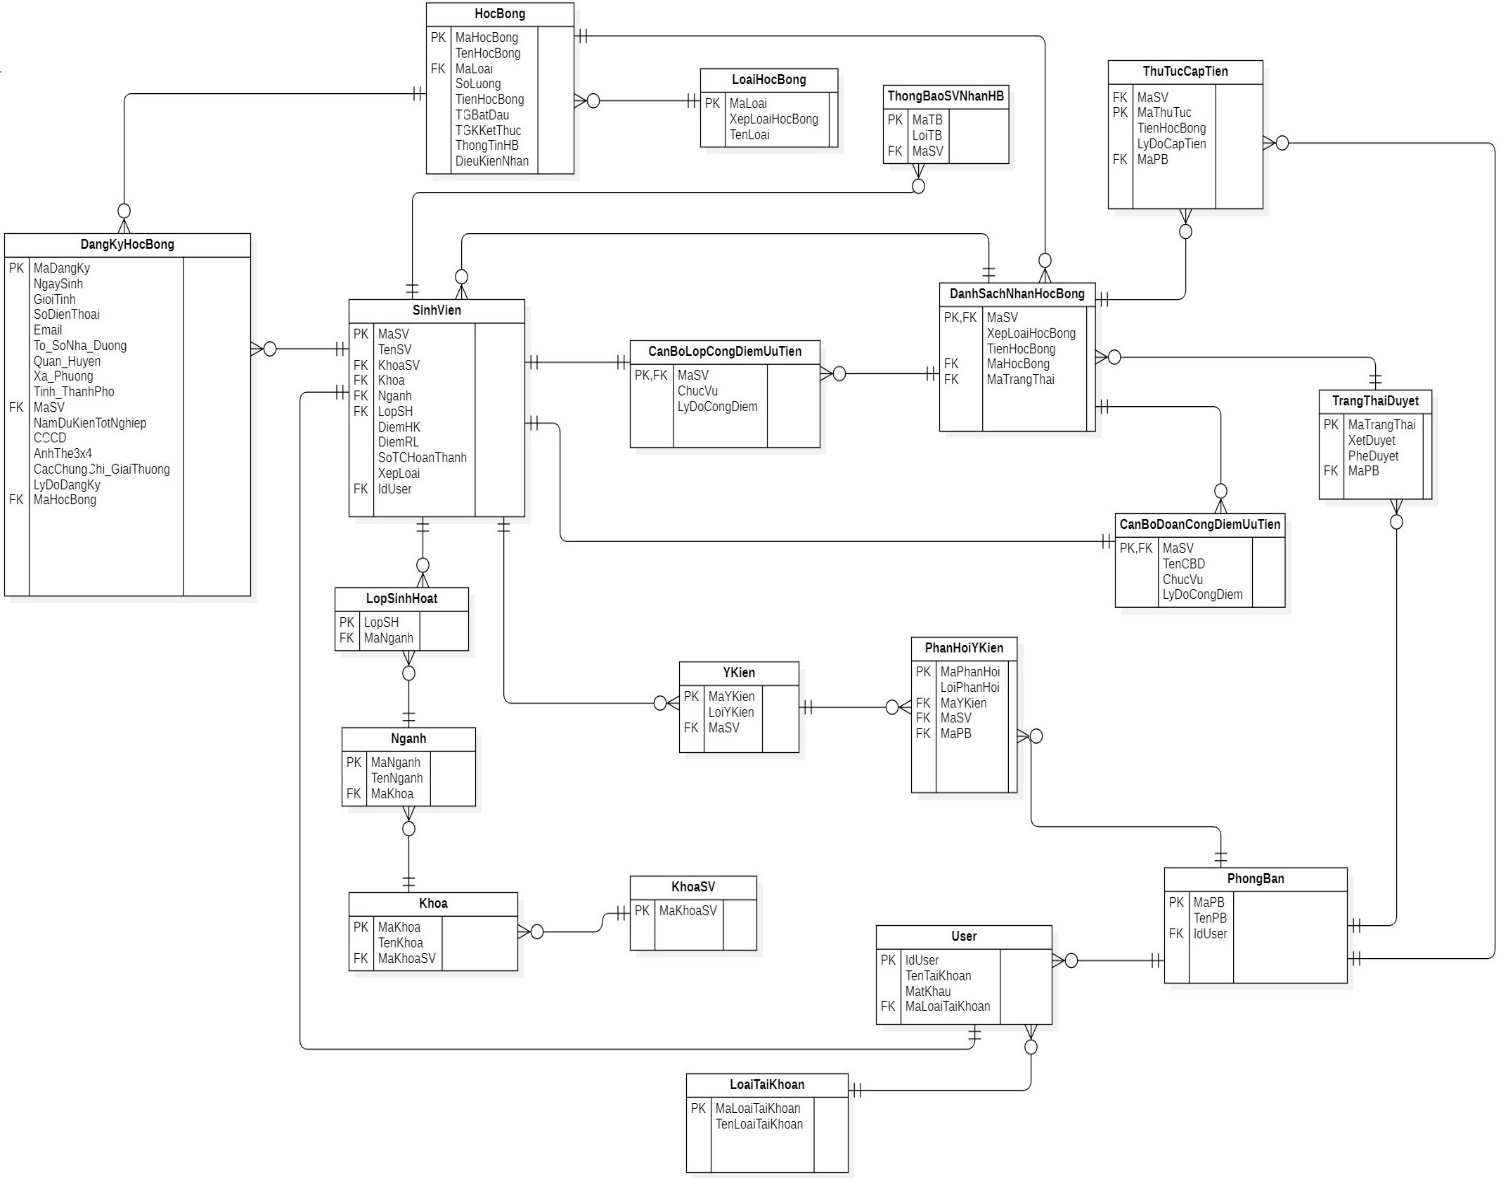 HocBong
PK MaHocBong
TenHocBong
FK MaLoai
SoLuong
TienHocBong
TGBatDau
TGKKetThuc
ThongTinHB
DieuKienNhan
LoaiHocBong
PK MaLoai
XepLoaiHocBong
TenLoai
ThongBaoSVNhanHB
PK MaTB
LoiTB
FK MaSV
ThuTucCapTien
FK MaSV
PK MaThuTuc
TienHocBong
LyDoCapTien
FK MaPB
DangKyHocBong
PK MaDangKy
NgaySinh
GioiTinh
SoDienThoai
Email
To_SoNha_Duong
Quan_Huyen
Xa_Phuong
Tinh_ThanhPho
FK MaSV
NamDuKienTotNghiep
CCCD
AnhThe3x4
CacChungChi_GiaiThuong
LyDoDangKy
FK MaHocBong
SinhVien
PK MaSV
TenSV
FK KhoaSV
FK Khoa
FK Nganh
FK LopSH
DiemHK
DiemRL
SoTCHoanThanh
XepLoai
FK IdUser
CanBoLopCongDiemUuTien
PK,FK MaSV
ChucVu
LyDoCongDiem
DanhSachNhanHocBong
PK,FK MaSV
XepLoaiHocBong
TienHocBong
FK MaHocBong
FK MaTrangThai
TrangThaiDuyet
PK MaTrangThai
XetDuyet
PheDuyet
FK MaPB
CanBoDoanCongDiemUuTien
PK,FK MaSV
TenCBD
ChucVu
LyDoCongDiem
LopSinhHoat
PK LopSH
FK MaNganh
YKien
PK MaYKien
LoiYKien
FK MaSV
PhanHoiYKien
PK MaPhanHoi
LoiPhanHoi
FK MaYKien
FK MaSV
FK MaPB
Nganh
PK MaNganh
TenNganh
FK MaKhoa
Khoa
PK MaKhoa
TenKhoa
FK MaKhoaSV
KhoaSV
PK MaKhoaSV
PhongBan
PK MaPB
TenPB
FK IdUser
User
PK IdUser
TenTaiKhoan
MatKhau
FK MaLoaiTaiKhoan
LoaiTaiKhoan
PK MaLoaiTaiKhoan
TenLoaiTaiKhoan